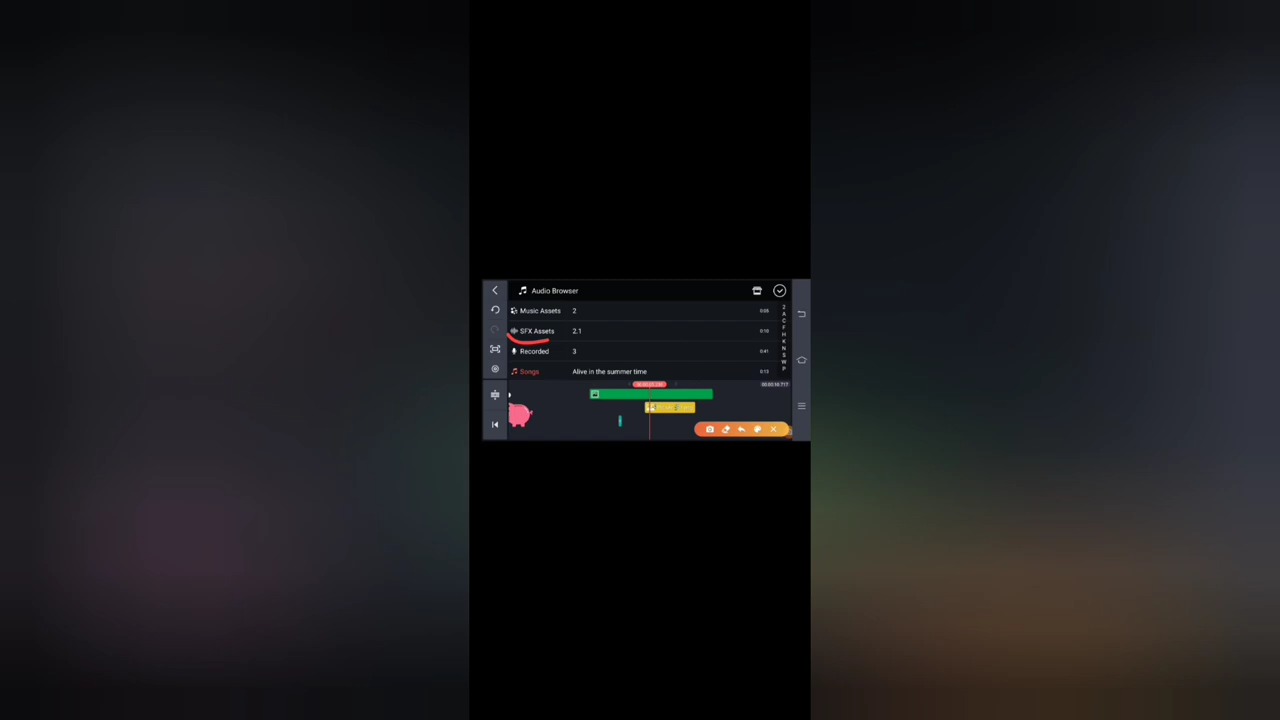 Audio Browser
Music Assets 2 0:05
SFX Assets 2.1 0:10
Recorded 3 0:41
Songs Alive in the summer time 0:13
2
A
C
F
H
K
N
S
W
P